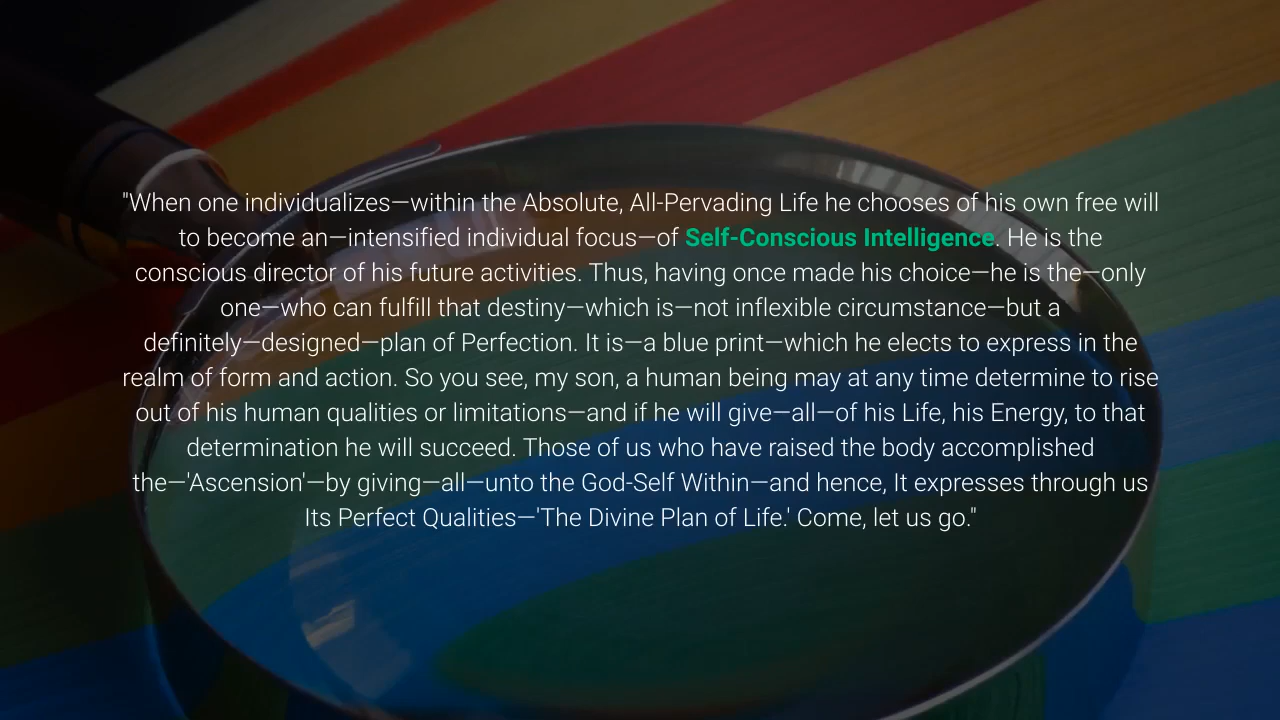 "When one individualizes—within the Absolute, All-Pervading Life he chooses of his own free will
to become an—intensified individual focus—of Self-Conscious Intelligence. He is the
conscious director of his future activities. Thus, having once made his choice—he is the—only
one—who can fulfill that destiny—which is—not inflexible circumstance—but a
definitely—designed—plan of Perfection. It is—a blue print—which he elects to express in the
realm of form and action. So you see, my son, a human being may at any time determine to rise
out of his human qualities or limitations—and if he will give—all—of his Life, his Energy, to that
determination he will succeed. Those of us who have raised the body accomplished
the—'Ascension'—by giving—all—unto the God-Self Within—and hence, It expresses through us
Its Perfect Qualities—'The Divine Plan of Life.' Come, let us go."